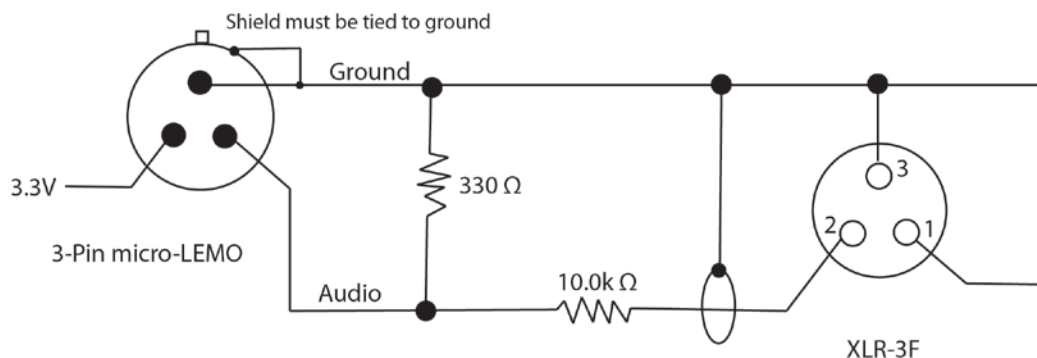 Shield must be tied to ground
Ground
3.3V
330 Ω
3
2
1
3-Pin micro-LEMO
Audio
10.0k Ω
XLR-3F